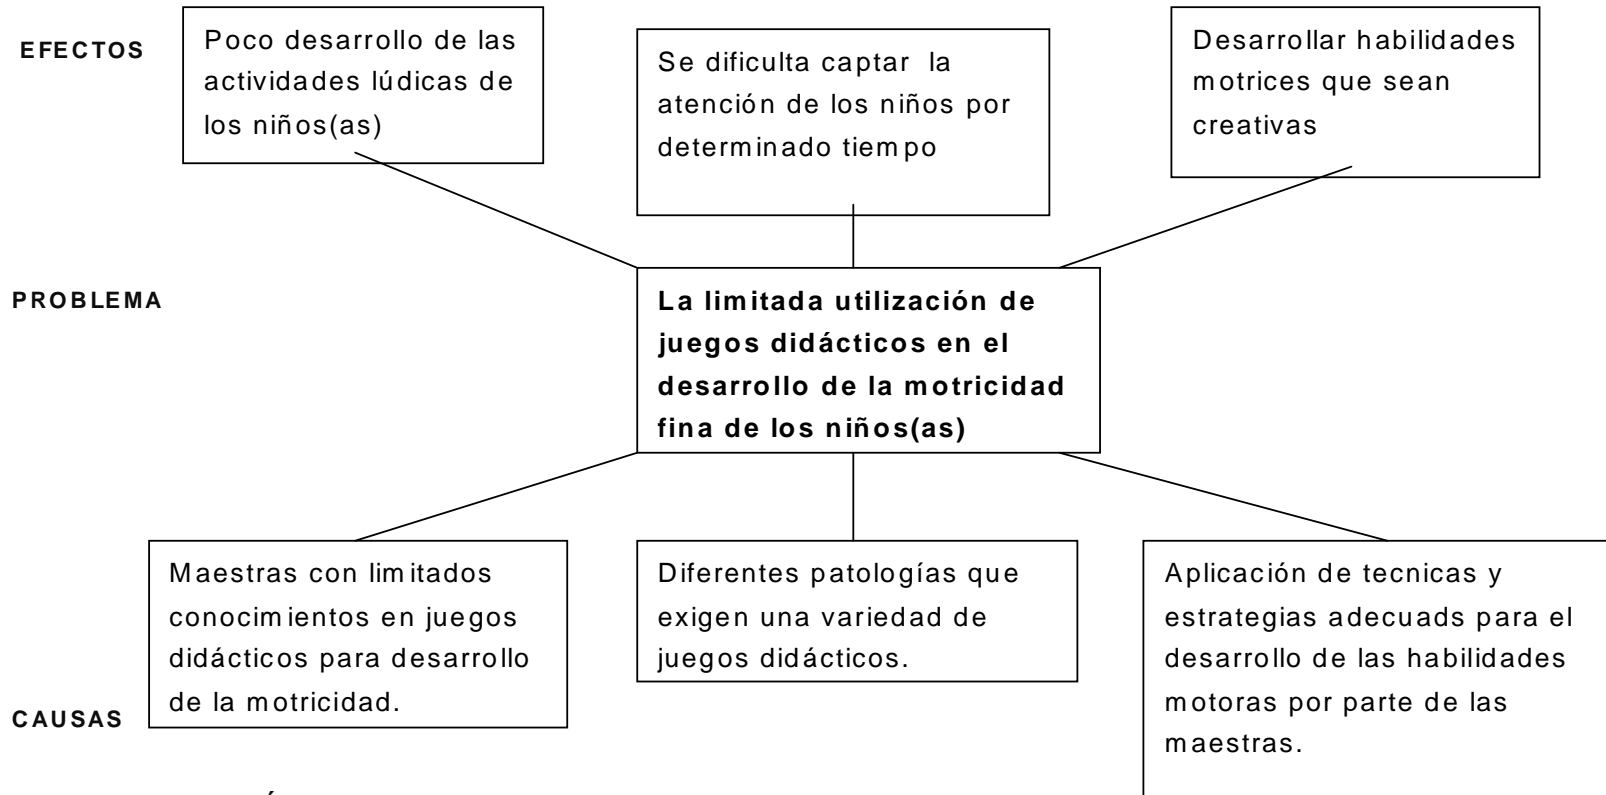 EFECTOS
Poco desarrollo de las
actividades lúdicas de
los niños(as)
Se dificulta captar la
atención de los niños por
determinado tiempo
Desarrollar habilidades
motrices que sean
creativas
PROBLEMA
La limitada utilización de
juegos didácticos en el
desarrollo de la motricidad
fina de los niños(as)
Maestras con limitados
conocimientos en juegos
didácticos para desarrollo
de la motricidad.
Diferentes patologías que
exigen una variedad de
juegos didácticos.
Aplicación de tecnicas y
estrategias adecuads para el
desarrollo de las habilidades
motoras por parte de las
maestras.
CAUSAS